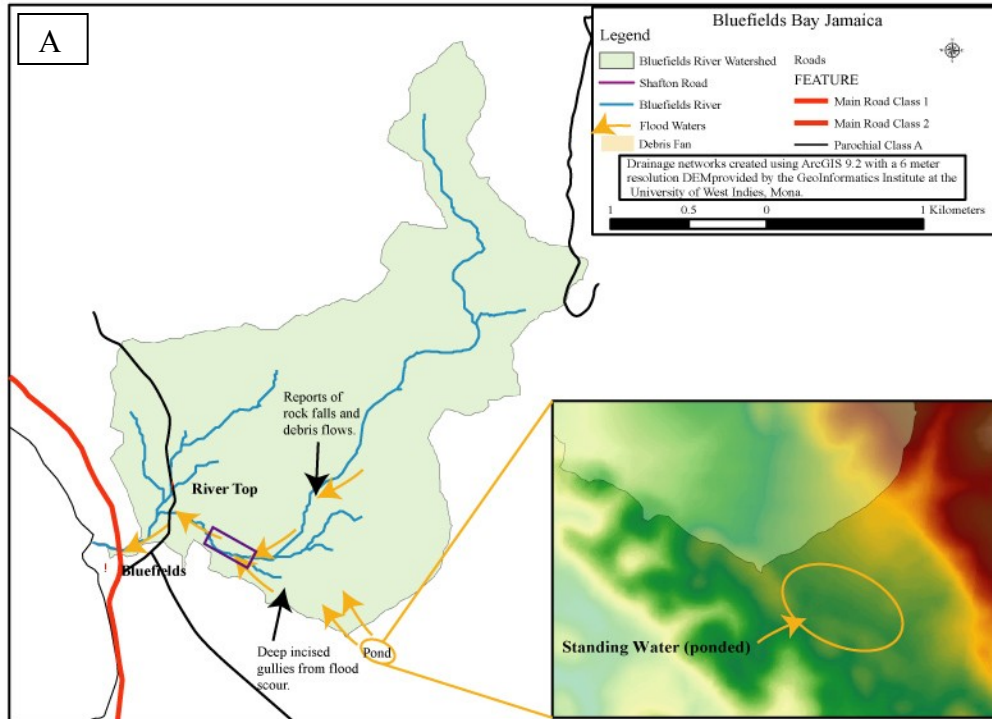 A
Bluefields Bay Jamaica
Legend
Bluefields River Watershed
Shafton Road
Bluefields River
Flood Waters
Debris Fan
Roads
FEATURE
Main Road Class 1
Main Road Class 2
Parochial Class A
Drainage networks created using ArcGIS 9.2 with a 6 meter
resolution DEMprovided by the GeoInformatics Institute at the
University of West Indies, Mona.
1 0.5 0 1 Kilometers
Reports of
rock falls and
debris flows.
River Top
Bluefields
!
Deep incised
gullies from flood
scour.
Pond
Standing Water (ponded)